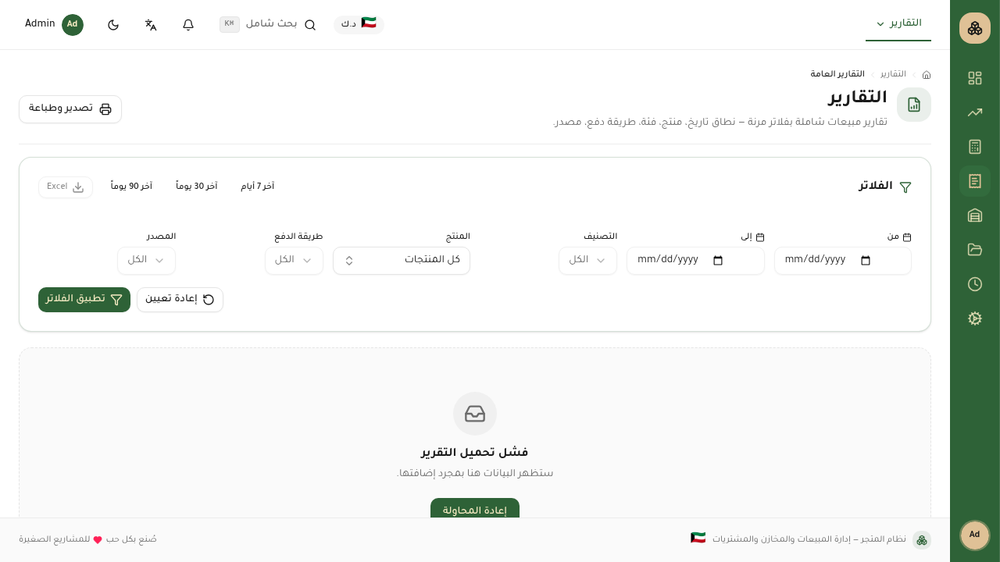 التقارير
🇰🇼 د.ك
بحث شامل ⌘K
Ad Admin
التقارير
التقارير العامة
التقارير
تقارير مبيعات شاملة بفلاتر مرنة — نطاق تاريخ، منتج، فئة، طريقة دفع، مصدر.
تصدير وطباعة
الفلاتر
آخر 7 أيام
آخر 30 يوماً
آخر 90 يوماً
Excel
من
إلى
التصنيف
المنتج
طريقة الدفع
المصدر
mm/dd/yyyy
mm/dd/yyyy
الكل
كل المنتجات
الكل
الكل
إعادة تعيين
تطبيق الفلاتر
فشل تحميل التقرير
ستظهر البيانات هنا بمجرد إضافتها.
إعادة المحاولة
نظام المتجر — إدارة المبيعات والمخازن والمشتريات 🇰🇼
صُنع بكل حب ♥ للمشاريع الصغيرة
Ad